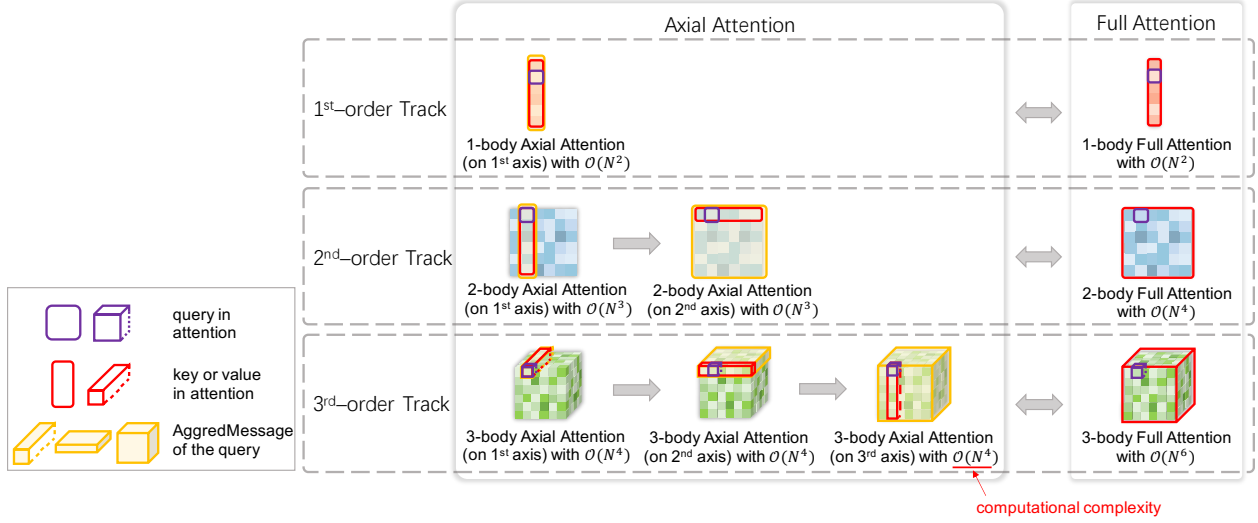 Axial Attention
Full Attention
1st–order Track
1-body Axial Attention
(on 1st axis) with 𝒪(N²)
1-body Full Attention
with 𝒪(N²)
2nd–order Track
2-body Axial Attention
(on 1st axis) with 𝒪(N³)
2-body Axial Attention
(on 2nd axis) with 𝒪(N³)
2-body Full Attention
with 𝒪(N⁴)
3rd–order Track
3-body Axial Attention
(on 1st axis) with 𝒪(N⁴)
3-body Axial Attention
(on 2nd axis) with 𝒪(N⁴)
3-body Axial Attention
(on 3rd axis) with 𝒪(N⁴)
3-body Full Attention
with 𝒪(N⁶)
computational complexity
query in
attention
key or value
in attention
AggredMessage
of the query